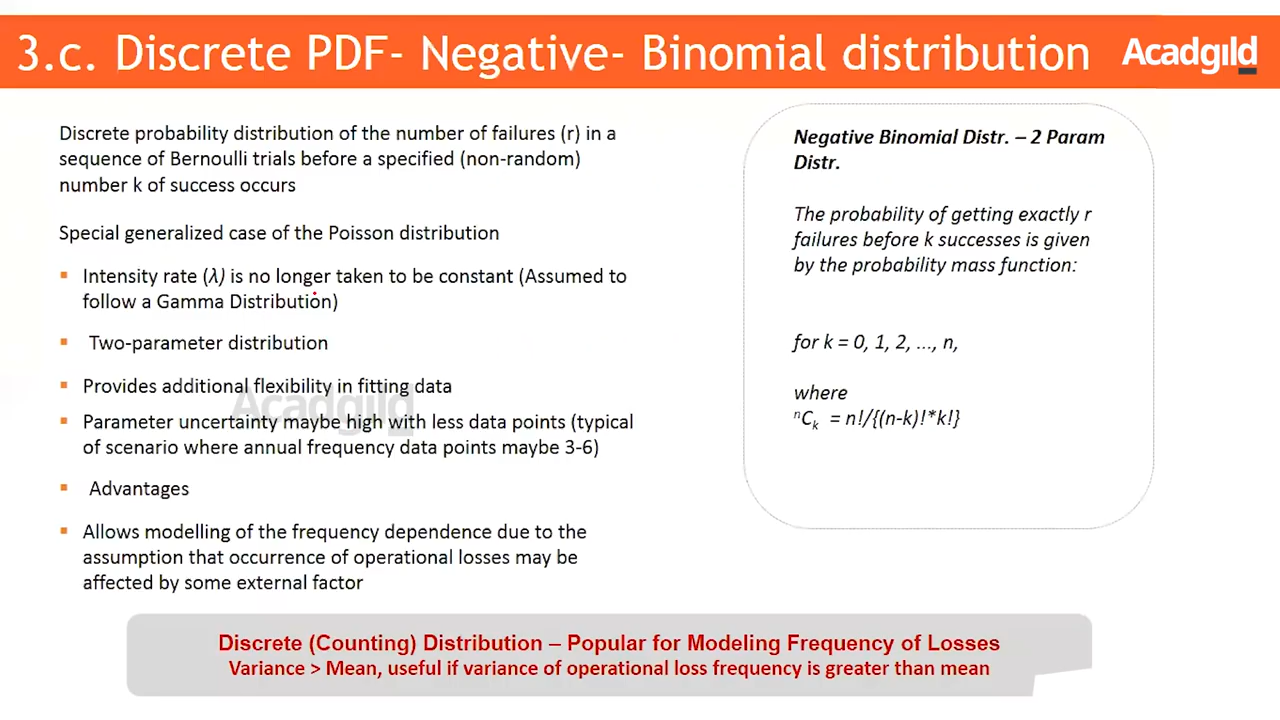 3.c. Discrete PDF- Negative- Binomial distribution
Acadgild
Discrete probability distribution of the number of failures (r) in a
sequence of Bernoulli trials before a specified (non-random)
number k of success occurs
Special generalized case of the Poisson distribution
▪ Intensity rate (λ) is no longer taken to be constant (Assumed to
follow a Gamma Distribution)
▪ Two-parameter distribution
▪ Provides additional flexibility in fitting data
▪ Parameter uncertainty maybe high with less data points (typical
of scenario where annual frequency data points maybe 3-6)
▪ Advantages
▪ Allows modelling of the frequency dependence due to the
assumption that occurrence of operational losses may be
affected by some external factor
Acadgild
Negative Binomial Distr. – 2 Param
Distr.
The probability of getting exactly r
failures before k successes is given
by the probability mass function:
for k = 0, 1, 2, ..., n,
where
ⁿCₖ = n!/{(n-k)!*k!}
Discrete (Counting) Distribution – Popular for Modeling Frequency of Losses
Variance > Mean, useful if variance of operational loss frequency is greater than mean